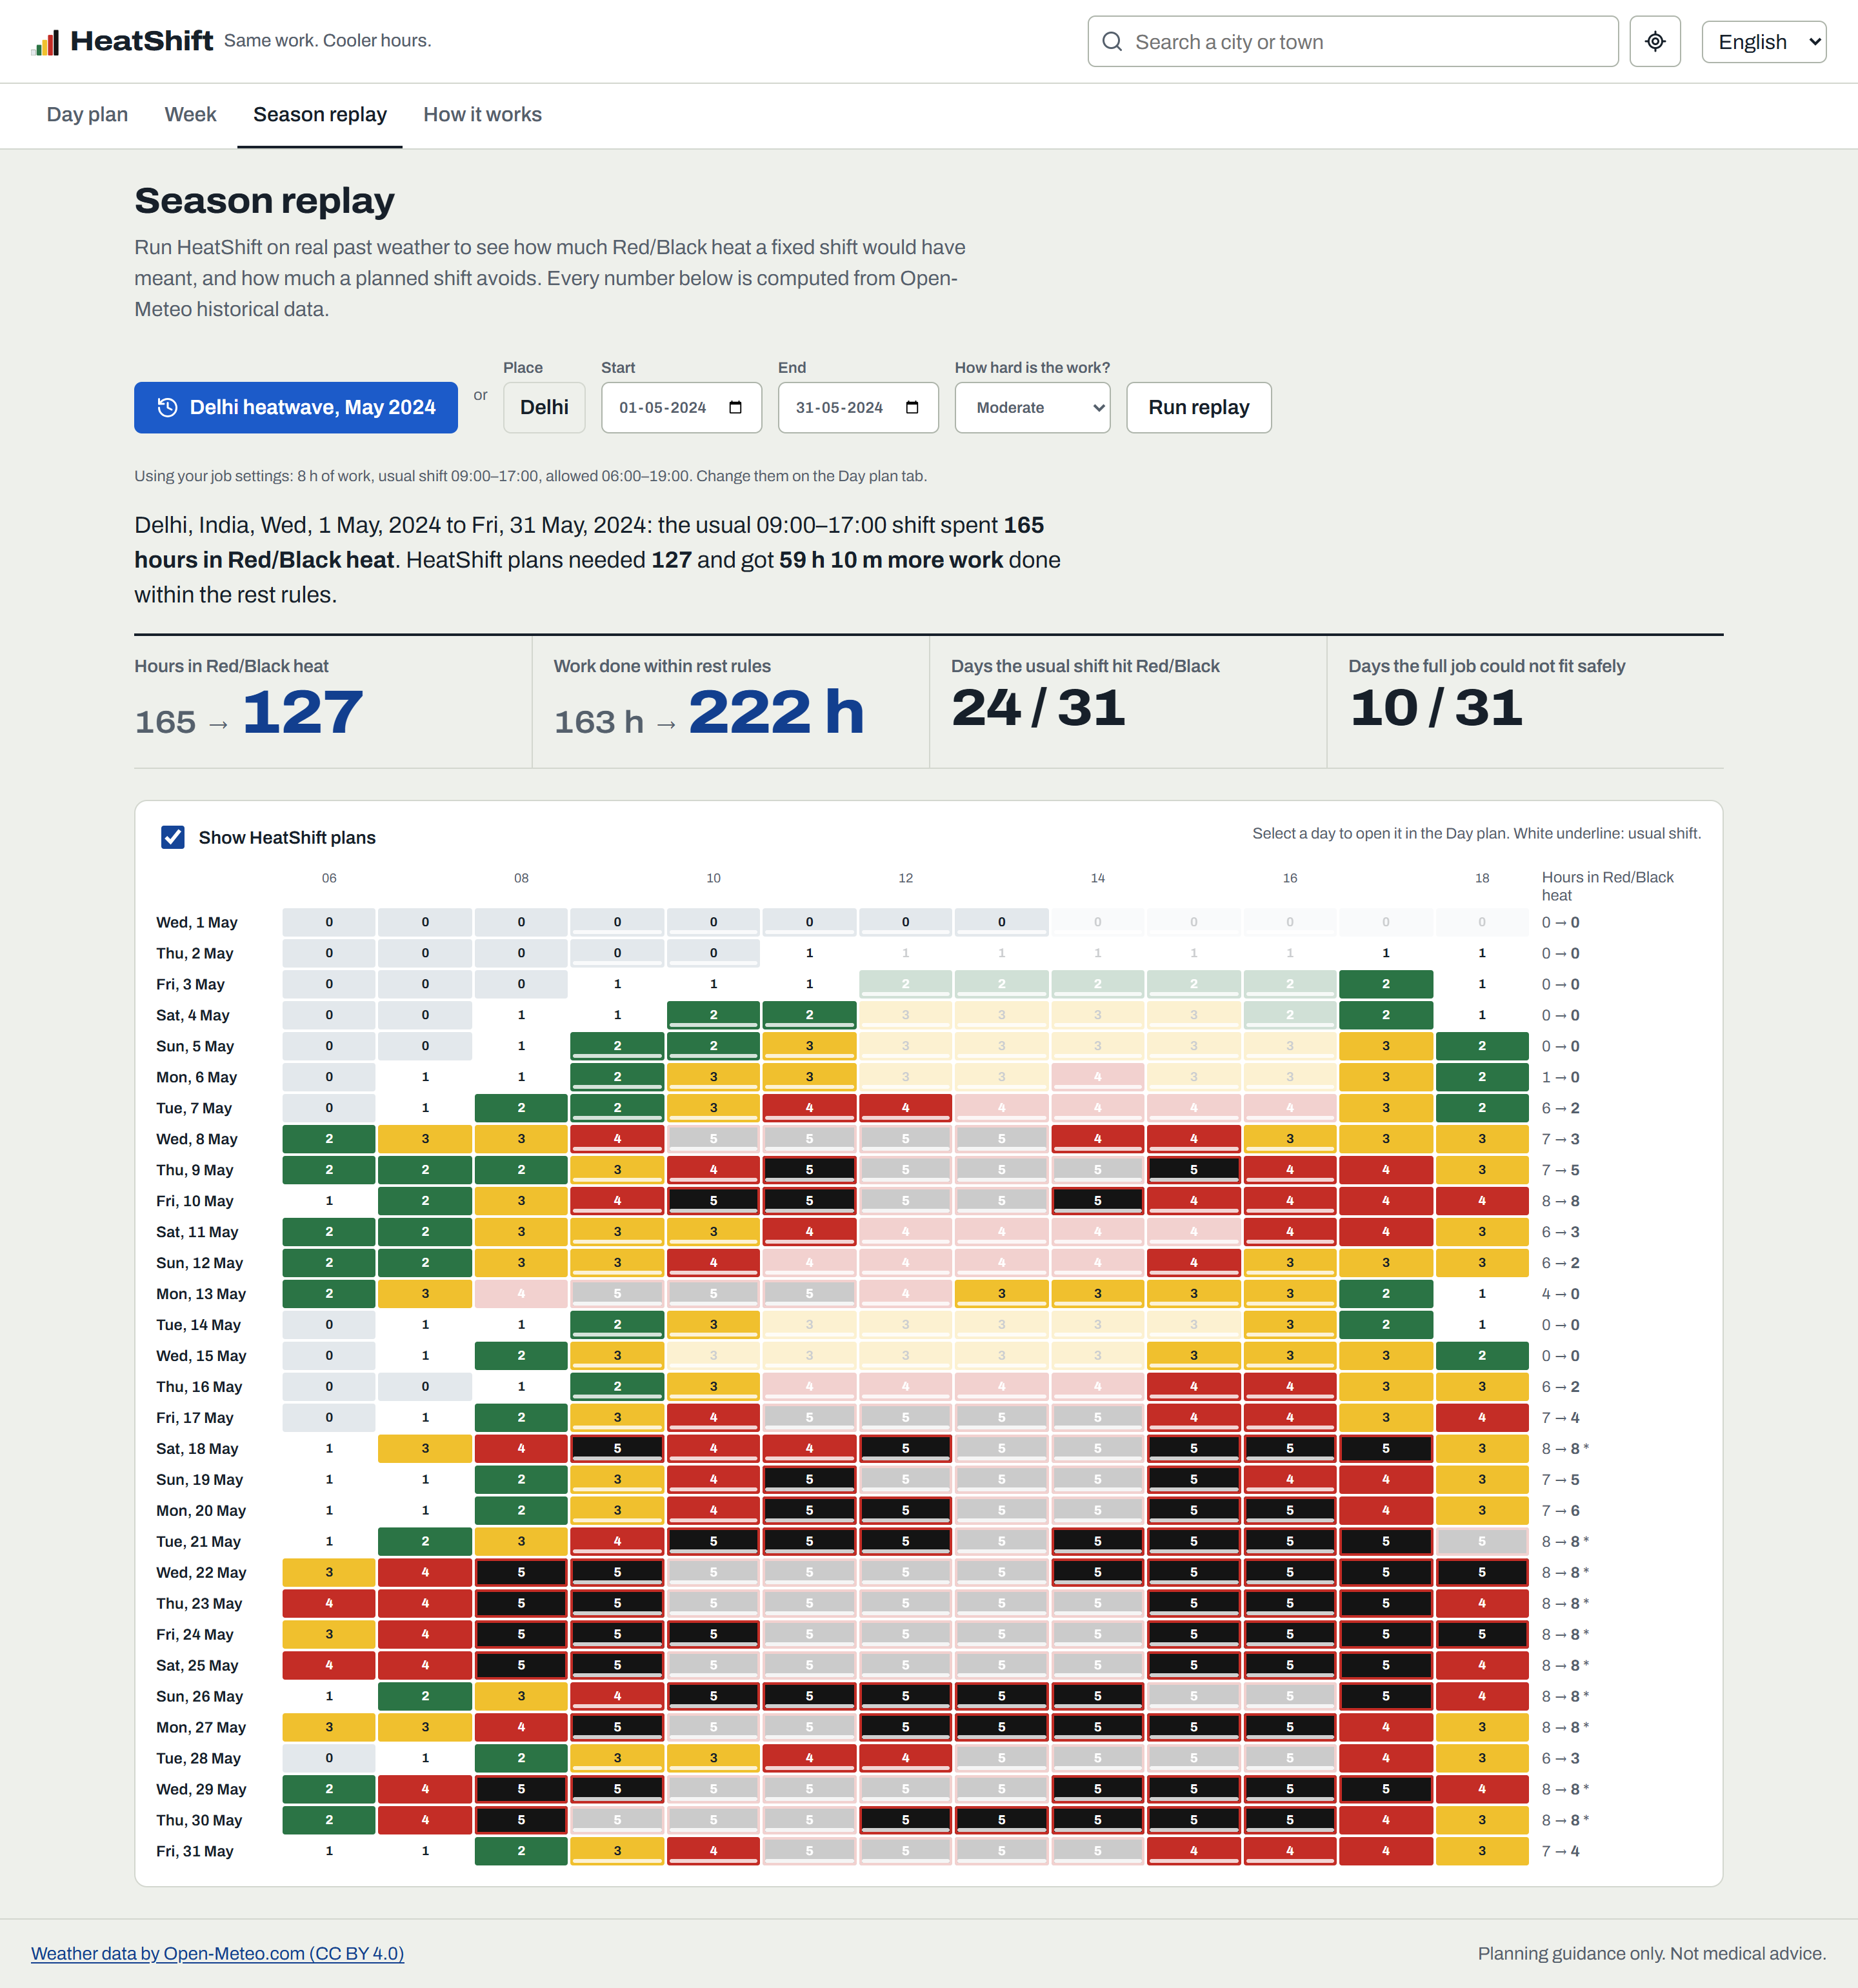 HeatShift Same work. Cooler hours.
Search a city or town
English
Day plan Week Season replay How it works
Season replay
Run HeatShift on real past weather to see how much Red/Black heat a fixed shift would have
meant, and how much a planned shift avoids. Every number below is computed from Open-
Meteo historical data.
Place Start End How hard is the work?
Delhi heatwave, May 2024 or Delhi 01-05-2024 31-05-2024 Moderate Run replay
Using your job settings: 8 h of work, usual shift 09:00–17:00, allowed 06:00–19:00. Change them on the Day plan tab.
Delhi, India, Wed, 1 May, 2024 to Fri, 31 May, 2024: the usual 09:00–17:00 shift spent 165
hours in Red/Black heat. HeatShift plans needed 127 and got 59 h 10 m more work done
within the rest rules.
Hours in Red/Black heat Work done within rest rules Days the usual shift hit Red/Black Days the full job could not fit safely
165 → 127 163 h → 222 h 24 / 31 10 / 31
Show HeatShift plans Select a day to open it in the Day plan. White underline: usual shift.
06 08 10 12 14 16 18 Hours in Red/Black
heat
Wed, 1 May 0 0 0 0 0 0 0 0 0 0 0 0 0 0 → 0
Thu, 2 May 0 0 0 0 0 1 1 1 1 1 1 1 1 0 → 0
Fri, 3 May 0 0 0 1 1 1 2 2 2 2 2 2 1 0 → 0
Sat, 4 May 0 0 1 1 2 2 3 3 3 3 2 2 1 0 → 0
Sun, 5 May 0 0 1 2 2 3 3 3 3 3 3 3 2 0 → 0
Mon, 6 May 0 1 1 2 3 3 3 3 4 3 3 3 2 1 → 0
Tue, 7 May 0 1 2 2 3 4 4 4 4 4 4 3 2 6 → 2
Wed, 8 May 2 3 3 4 5 5 5 5 4 4 3 3 3 7 → 3
Thu, 9 May 2 2 2 3 4 5 5 5 5 5 4 4 3 7 → 5
Fri, 10 May 1 2 3 4 5 5 5 5 5 4 4 4 4 8 → 8
Sat, 11 May 2 2 3 3 3 4 4 4 4 4 4 4 3 6 → 3
Sun, 12 May 2 2 3 3 4 4 4 4 4 4 3 3 3 6 → 2
Mon, 13 May 2 3 4 5 5 5 4 3 3 3 3 2 1 4 → 0
Tue, 14 May 0 1 1 2 3 3 3 3 3 3 3 2 1 0 → 0
Wed, 15 May 0 1 2 3 3 3 3 3 3 3 3 3 2 0 → 0
Thu, 16 May 0 0 1 2 3 4 4 4 4 4 4 3 3 6 → 2
Fri, 17 May 0 1 2 3 4 5 5 5 5 4 4 3 4 7 → 4
Sat, 18 May 1 3 4 5 4 4 5 5 5 5 5 5 3 8 → 8 *
Sun, 19 May 1 1 2 3 4 5 5 5 5 5 4 4 3 7 → 5
Mon, 20 May 1 1 2 3 4 5 5 5 5 5 5 4 3 7 → 6
Tue, 21 May 1 2 3 4 5 5 5 5 5 5 5 5 5 8 → 8 *
Wed, 22 May 3 4 5 5 5 5 5 5 5 5 5 5 5 8 → 8 *
Thu, 23 May 4 4 5 5 5 5 5 5 5 5 5 5 4 8 → 8 *
Fri, 24 May 3 4 5 5 5 5 5 5 5 5 5 5 5 8 → 8 *
Sat, 25 May 4 4 5 5 5 5 5 5 5 5 5 5 4 8 → 8 *
Sun, 26 May 1 2 3 4 5 5 5 5 5 5 5 5 4 8 → 8 *
Mon, 27 May 3 3 4 5 5 5 5 5 5 5 5 4 3 8 → 8 *
Tue, 28 May 0 1 2 3 3 4 4 5 5 5 5 4 3 6 → 3
Wed, 29 May 2 4 5 5 5 5 5 5 5 5 5 5 4 8 → 8 *
Thu, 30 May 2 4 5 5 5 5 5 5 5 5 5 4 3 8 → 8 *
Fri, 31 May 1 1 2 3 4 5 5 5 5 4 4 4 3 7 → 4
Weather data by Open-Meteo.com (CC BY 4.0) Planning guidance only. Not medical advice.